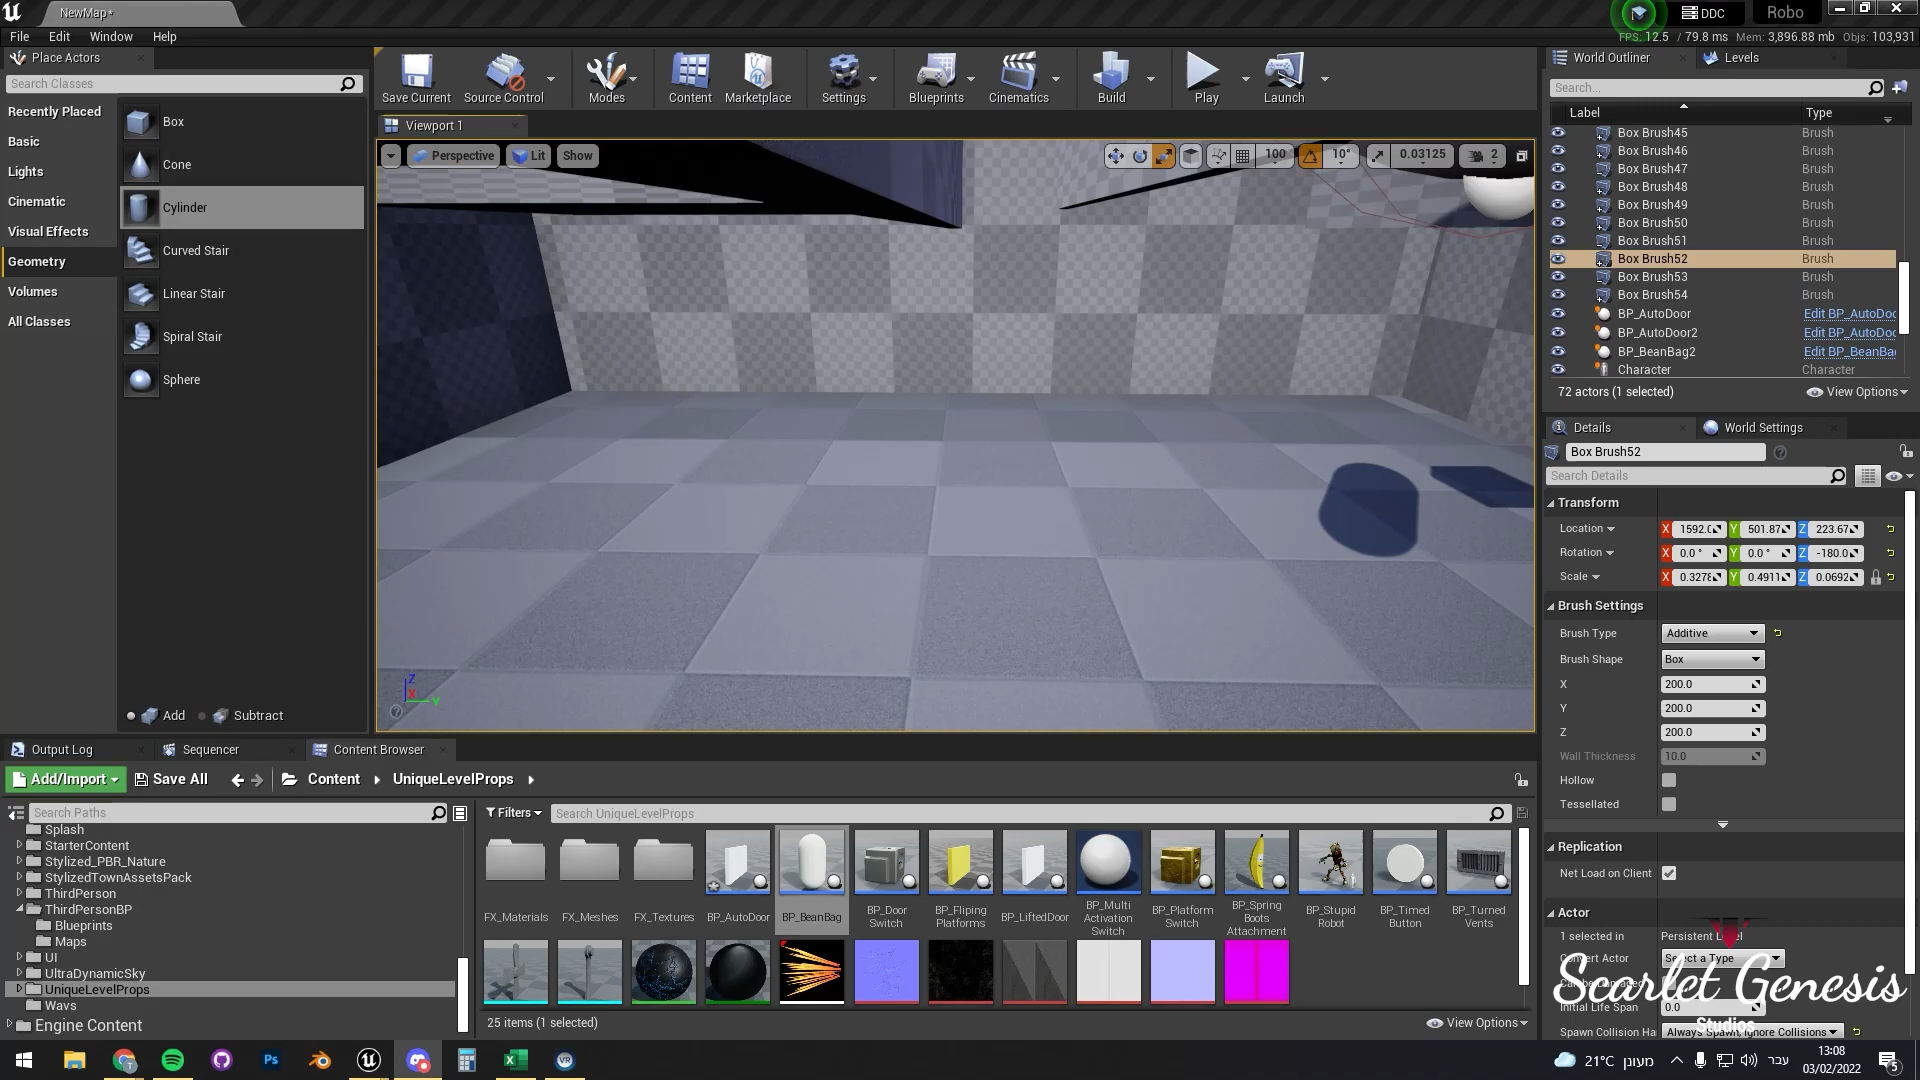 NewMap*
DDC
Robo
File Edit Window Help
FPS: 12.5 / 79.8 ms Mem: 3,896.88 mb Objs: 103,931
Place Actors
Search Classes
Recently Placed
Basic
Lights
Cinematic
Visual Effects
Geometry
Volumes
All Classes
Box
Cone
Cylinder
Curved Stair
Linear Stair
Spiral Stair
Sphere
Add Subtract
Save Current Source Control Modes Content Marketplace Settings Blueprints Cinematics Build Play Launch
Viewport 1
Perspective Lit Show
100 10° 0.03125 2
Z
X
Y
World Outliner Levels
Search...
Label Type
Box Brush45 Brush
Box Brush46 Brush
Box Brush47 Brush
Box Brush48 Brush
Box Brush49 Brush
Box Brush50 Brush
Box Brush51 Brush
Box Brush52 Brush
Box Brush53 Brush
Box Brush54 Brush
BP_AutoDoor Edit BP_AutoDoo
BP_AutoDoor2 Edit BP_AutoDoo
BP_BeanBag2 Edit BP_BeanBa
Character Character
72 actors (1 selected) View Options
Details World Settings
Box Brush52
Search Details
Transform
Location X 1592.0 Y 501.87 Z 223.67
Rotation X 0.0 ° Y 0.0 ° Z -180.0
Scale X 0.3278 Y 0.4911 Z 0.0692
Brush Settings
Brush Type Additive
Brush Shape Box
X 200.0
Y 200.0
Z 200.0
Wall Thickness 10.0
Hollow
Tessellated
Replication
Net Load on Client
Actor
1 selected in Persistent Level
Convert Actor Select a Type
Scarlet Genesis
Studios
Initial Life Span 0.0
Spawn Collision Ha Always Spawn, Ignore Collisions
Output Log Sequencer Content Browser
Add/Import Save All Content UniqueLevelProps
Search Paths
Filters Search UniqueLevelProps
Splash
StarterContent
Stylized_PBR_Nature
StylizedTownAssetsPack
ThirdPerson
ThirdPersonBP
Blueprints
Maps
UI
UltraDynamicSky
UniqueLevelProps
Wavs
Engine Content
FX_Materials FX_Meshes FX_Textures BP_AutoDoor BP_BeanBag BP_Door Switch BP_Fliping Platforms BP_LiftedDoor BP_Multi Activation Switch BP_Platform Switch BP_Spring Boots Attachment BP_Stupid Robot BP_Timed Button BP_Turned Vents
25 items (1 selected) View Options
Ps
VR
21°C מעונן
עבר
13:08
03/02/2022
5